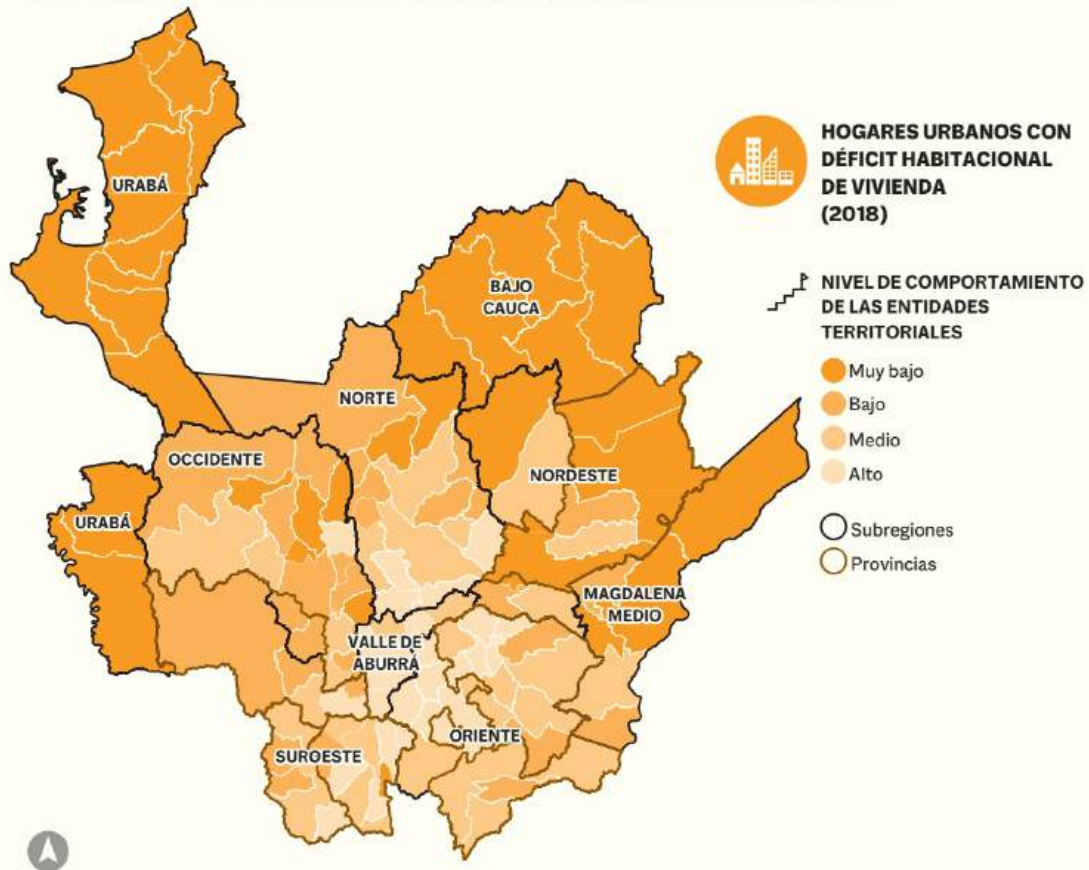 HOGARES URBANOS CON
DÉFICIT HABITACIONAL
DE VIVIENDA
(2018)
NIVEL DE COMPORTAMIENTO
DE LAS ENTIDADES
TERRITORIALES
Muy bajo
Bajo
Medio
Alto
Subregiones
Provincias
URABÁ
BAJO
CAUCA
NORTE
OCCIDENTE
NORDESTE
URABÁ
MAGDALENA
MEDIO
VALLE DE
ABURRÁ
ORIENTE
SUROESTE